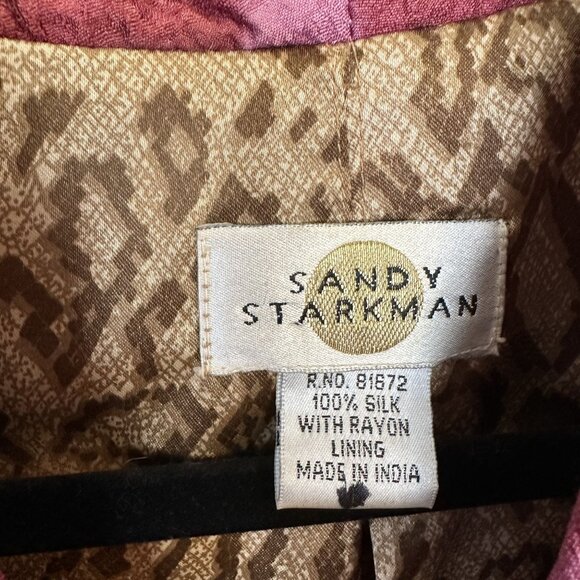 SANDY
STARKMAN
R.NO. 81672
100% SILK
WITH RAYON
LINING
MADE IN INDIA